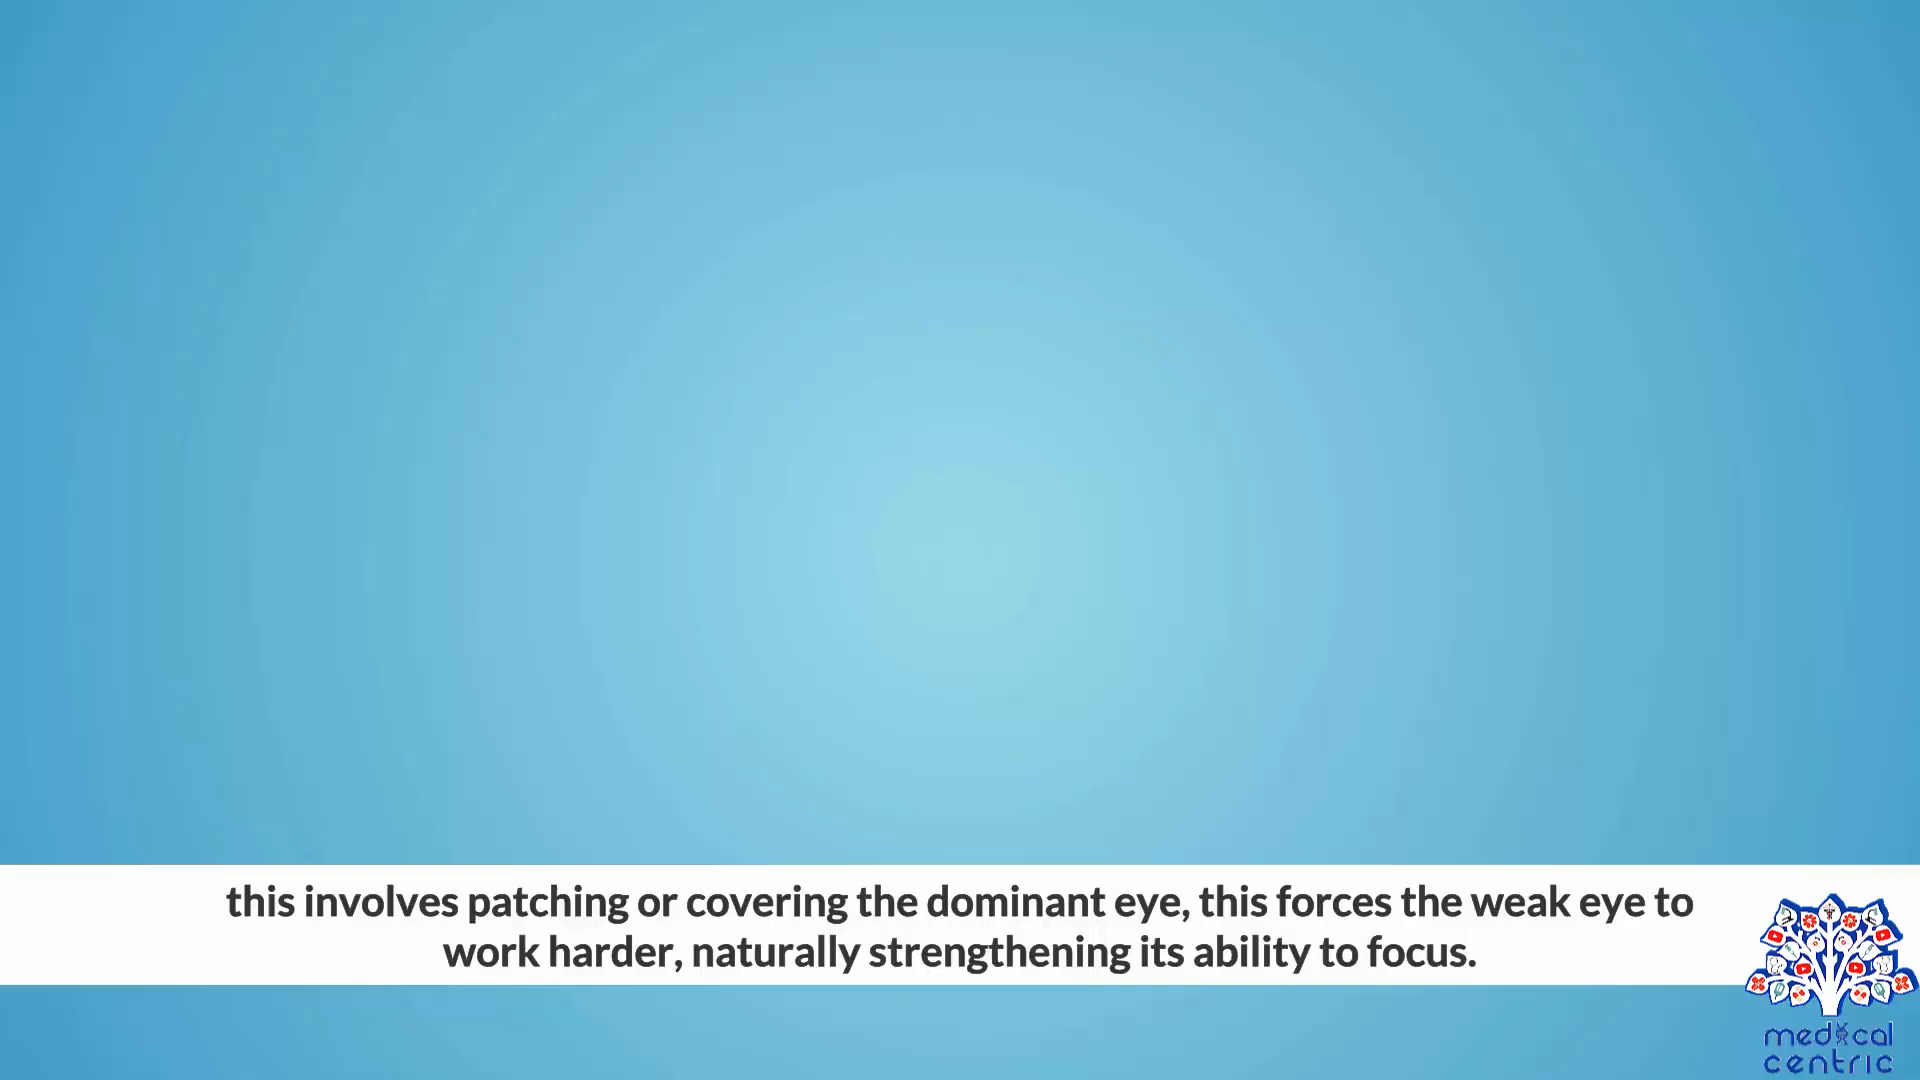 this involves patching or covering the dominant eye, this forces the weak eye to
work harder, naturally strengthening its ability to focus.
medical
centric